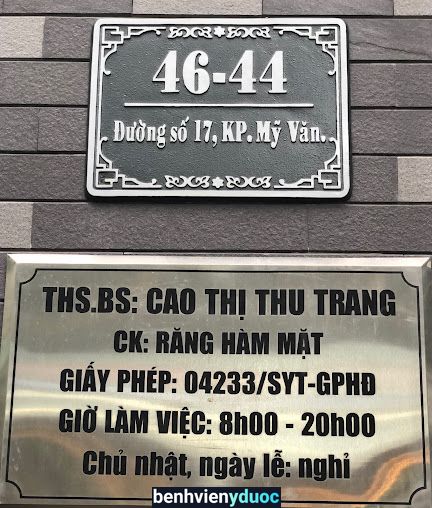 46-44
Đường số 17, KP. Mỹ Văn.
THS.BS: CAO THỊ THU TRANG
CK: RĂNG HÀM MẶT
GIẤY PHÉP: 04233/SYT-GPHĐ
GIỜ LÀM VIỆC: 8h00 - 20h00
Chủ nhật, ngày lễ: nghỉ
benhvienyduoc